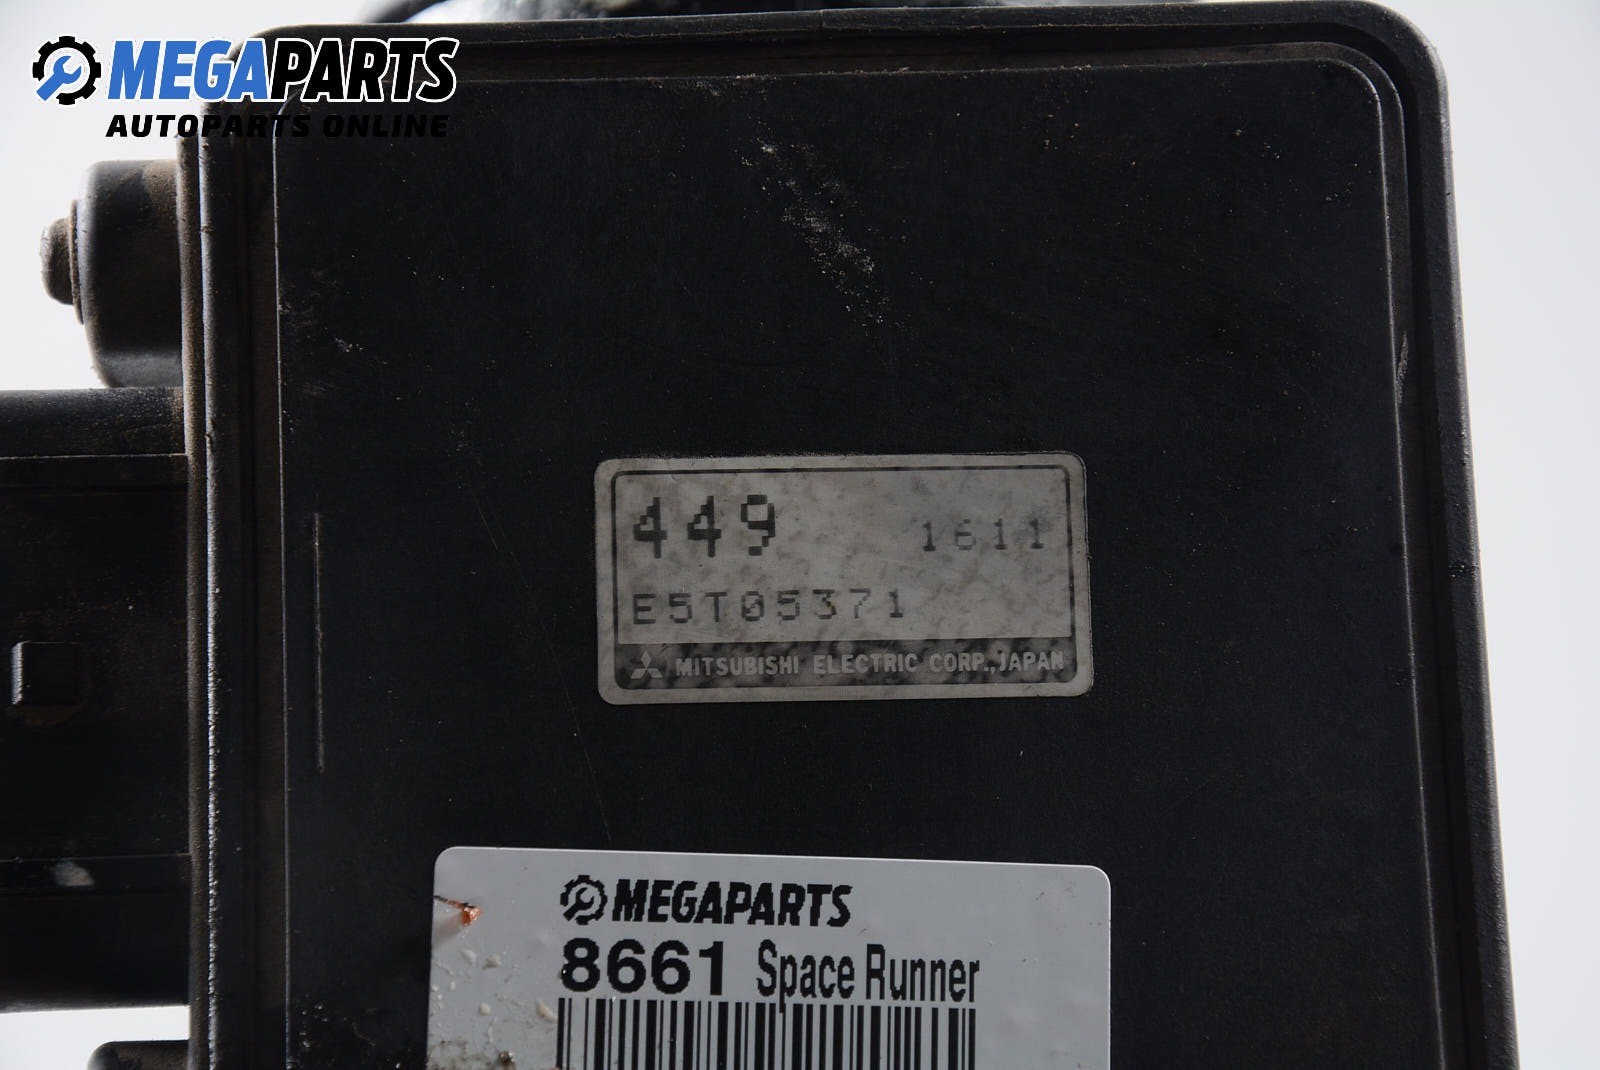 MEGAPARTS
AUTOPARTS ONLINE
449 1611
E5T05371
MITSUBISHI ELECTRIC CORP., JAPAN
MEGAPARTS
8661 Space Runner